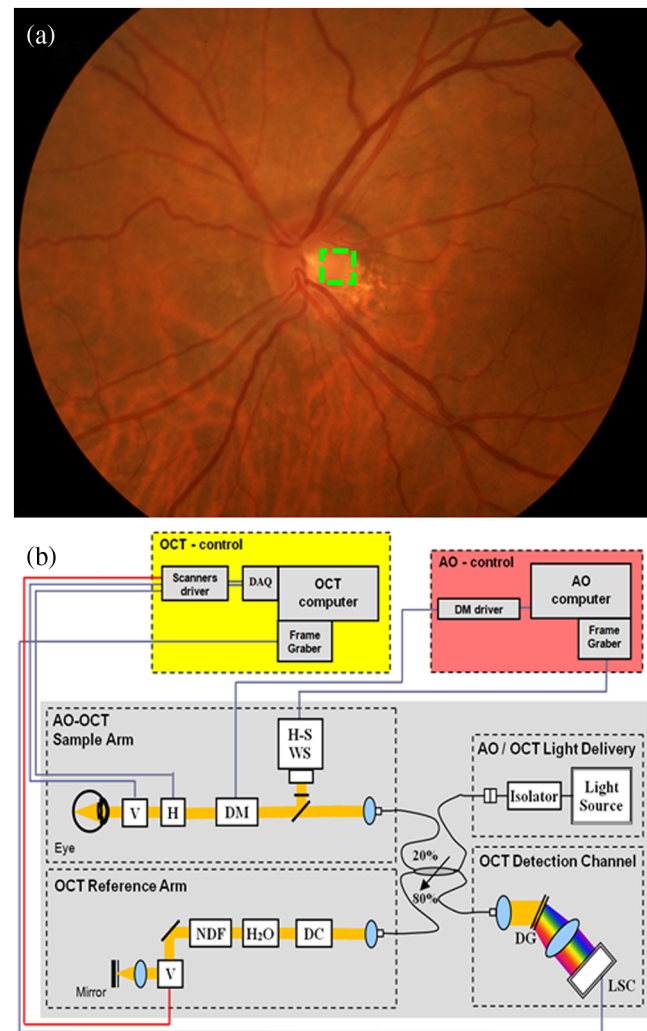 (a)
(b)
OCT - control
Scanners
driver
DAQ
OCT
computer
Frame
Graber
AO - control
DM driver
AO
computer
Frame
Graber
AO-OCT
Sample Arm
H-S
WS
V
H
DM
Eye
AO / OCT Light Delivery
Isolator
Light
Source
20%
80%
OCT Reference Arm
NDF
H₂O
DC
V
Mirror
OCT Detection Channel
DG
LSC